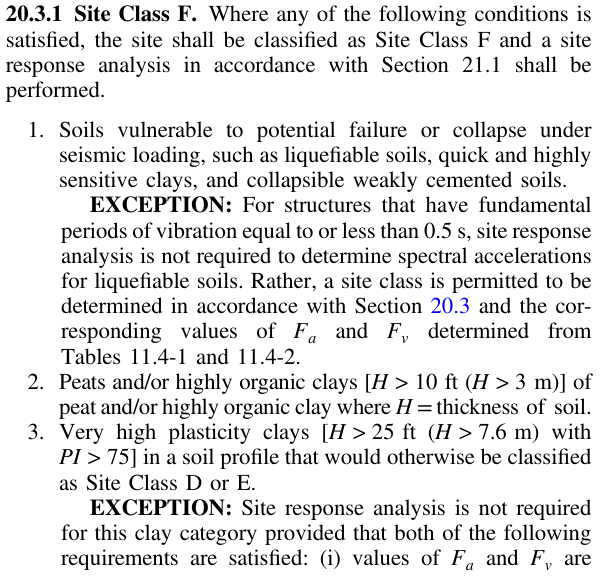 20.3.1 Site Class F. Where any of the following conditions is
satisfied, the site shall be classified as Site Class F and a site
response analysis in accordance with Section 21.1 shall be
performed.
1. Soils vulnerable to potential failure or collapse under
seismic loading, such as liquefiable soils, quick and highly
sensitive clays, and collapsible weakly cemented soils.
EXCEPTION: For structures that have fundamental
periods of vibration equal to or less than 0.5 s, site response
analysis is not required to determine spectral accelerations
for liquefiable soils. Rather, a site class is permitted to be
determined in accordance with Section 20.3 and the cor-
responding values of Fa and Fv determined from
Tables 11.4-1 and 11.4-2.
2. Peats and/or highly organic clays [H > 10 ft (H > 3 m)] of
peat and/or highly organic clay where H = thickness of soil.
3. Very high plasticity clays [H > 25 ft (H > 7.6 m) with
PI > 75] in a soil profile that would otherwise be classified
as Site Class D or E.
EXCEPTION: Site response analysis is not required
for this clay category provided that both of the following
requirements are satisfied: (i) values of Fa and Fv are